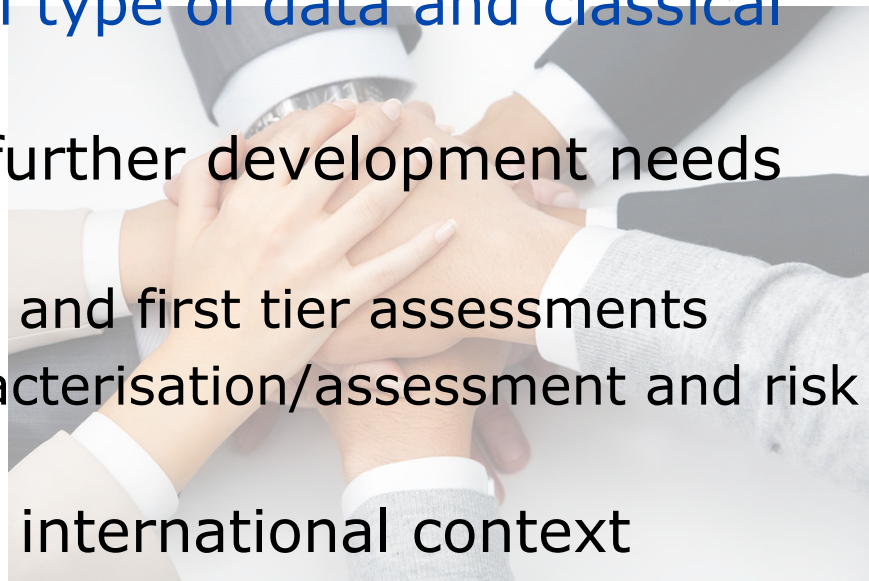 type of data and classical
further development needs
and first tier assessments
acterisation/assessment and risk
international context